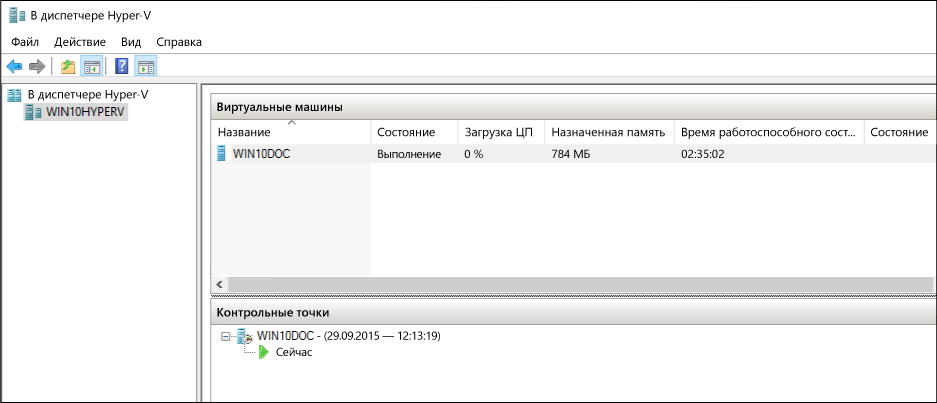 В диспетчере Hyper-V
Файл Действие Вид Справка
В диспетчере Hyper-V
WIN10HYPERV
Виртуальные машины
Название Состояние Загрузка ЦП Назначенная память Время работоспособного сост... Состояние
WIN10DOC Выполнение 0 % 784 МБ 02:35:02
Контрольные точки
WIN10DOC - (29.09.2015 — 12:13:19)
Сейчас